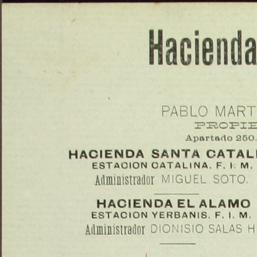 Hacienda
PABLO MART
PROPIE
Apartado 250.
HACIENDA SANTA CATALI
ESTACION CATALINA. F. I. M.
Administrador MIGUEL SOTO.
HACIENDA EL ALAMO
ESTACION YERBANIS. F. I. M.
Administrador DIONISIO SALAS H